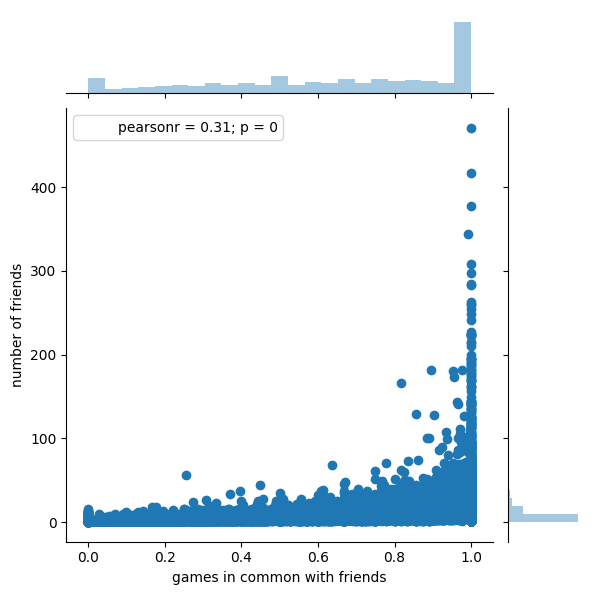 pearsonr = 0.31; p = 0
400
300
200
100
0
number of friends
0.0 0.2 0.4 0.6 0.8 1.0
games in common with friends